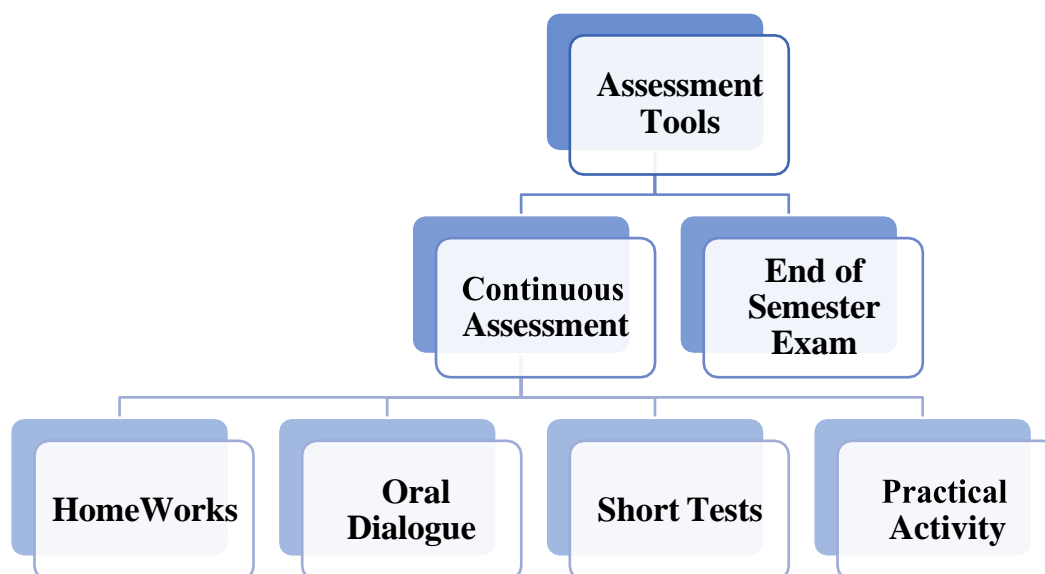 Assessment
Tools
Continuous
Assessment
End of
Semester
Exam
HomeWorks
Oral
Dialogue
Short Tests
Practical
Activity